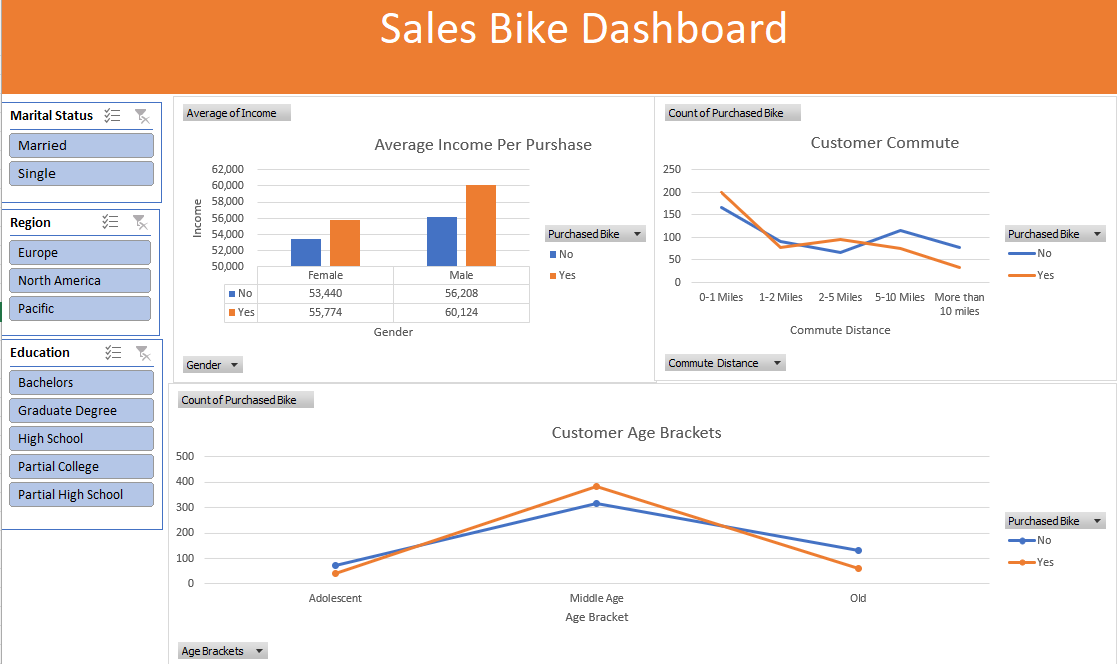 Sales Bike Dashboard
Marital Status
Married
Single
Region
Europe
North America
Pacific
Education
Bachelors
Graduate Degree
High School
Partial College
Partial High School
Average of Income
Average Income Per Purshase
62,000
60,000
58,000
56,000
54,000
52,000
50,000
Income
Female Male
No 53,440 56,208
Yes 55,774 60,124
Gender
Purchased Bike
No
Yes
Gender
Count of Purchased Bike
Customer Commute
250
200
150
100
50
0
0-1 Miles 1-2 Miles 2-5 Miles 5-10 Miles More than
10 miles
Commute Distance
Purchased Bike
No
Yes
Commute Distance
Count of Purchased Bike
Customer Age Brackets
500
400
300
200
100
0
Adolescent Middle Age Old
Age Bracket
Purchased Bike
No
Yes
Age Brackets